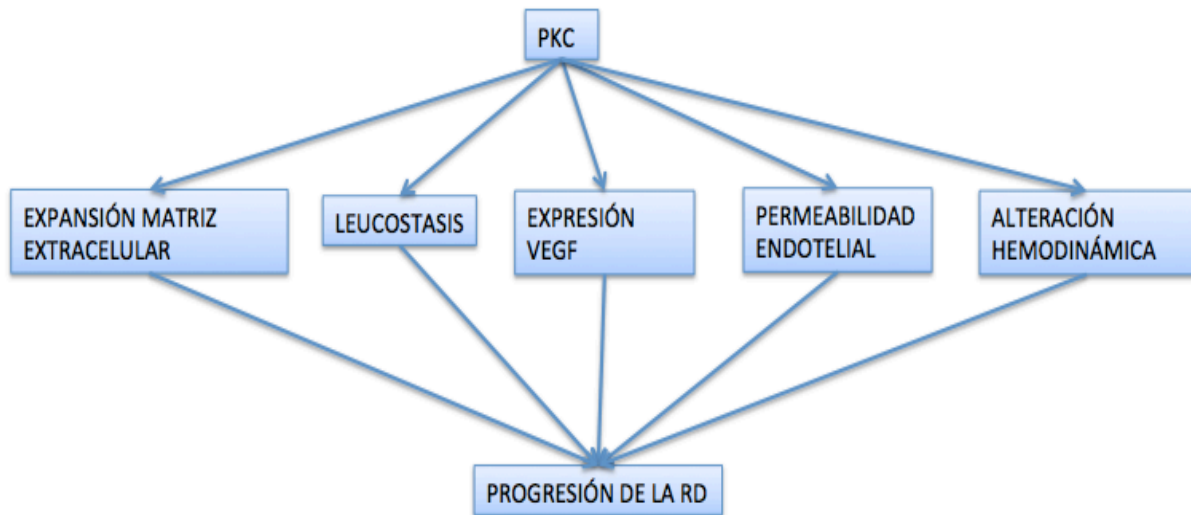 PKC
EXPANSIÓN MATRIZ
EXTRACELULAR
LEUCOSTASIS
EXPRESIÓN
VEGF
PERMEABILIDAD
ENDOTELIAL
ALTERACIÓN
HEMODINÁMICA
PROGRESIÓN DE LA RD